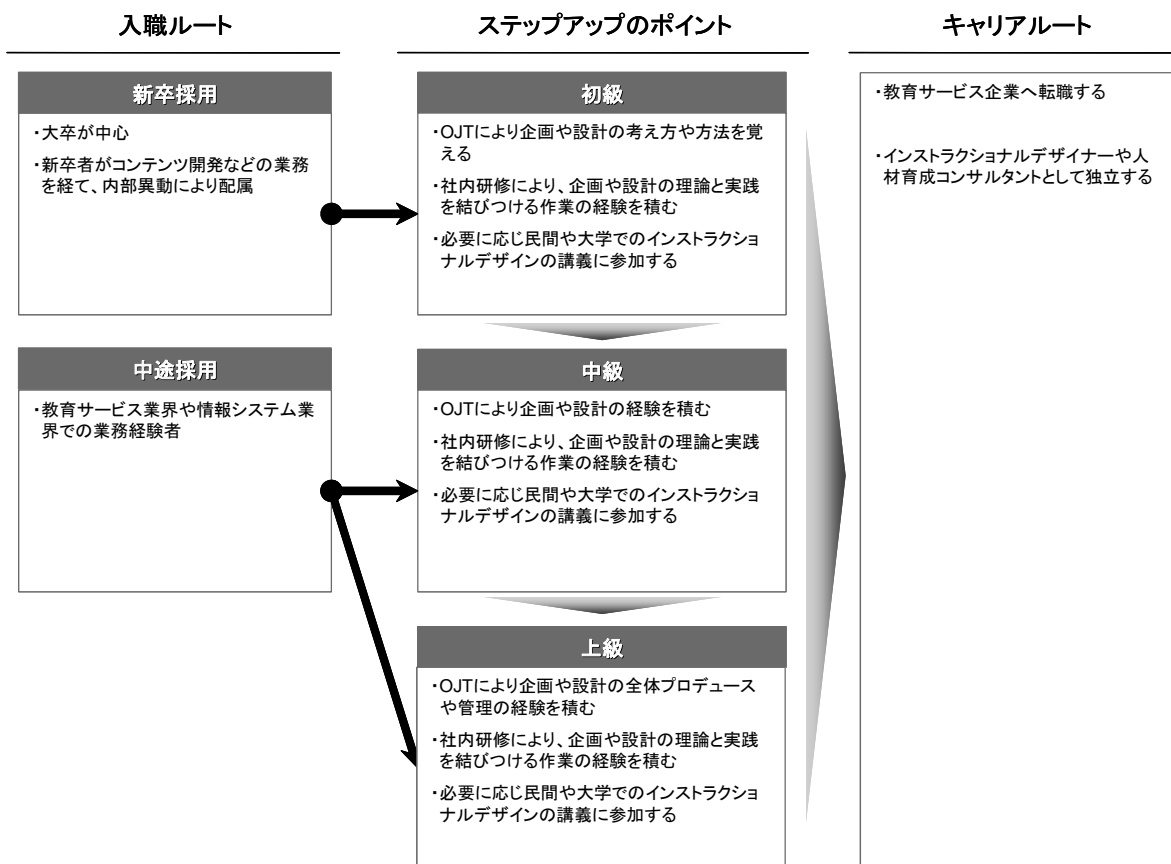 入職ルート
ステップアップのポイント
キャリアルート
新卒採用
・大卒が中心
・新卒者がコンテンツ開発などの業務
を経て、内部異動により配属
中途採用
・教育サービス業界や情報システム業
界での業務経験者
初級
・OJTにより企画や設計の考え方や方法を覚
える
・社内研修により、企画や設計の理論と実践
を結びつける作業の経験を積む
・必要に応じ民間や大学でのインストラクショ
ナルデザインの講義に参加する
中級
・OJTにより企画や設計の経験を積む
・社内研修により、企画や設計の理論と実践
を結びつける作業の経験を積む
・必要に応じ民間や大学でのインストラクショ
ナルデザインの講義に参加する
上級
・OJTにより企画や設計の全体プロデュース
や管理の経験を積む
・社内研修により、企画や設計の理論と実践
を結びつける作業の経験を積む
・必要に応じ民間や大学でのインストラクショ
ナルデザインの講義に参加する
・教育サービス企業へ転職する
・インストラクショナルデザイナーや人
材育成コンサルタントとして独立する